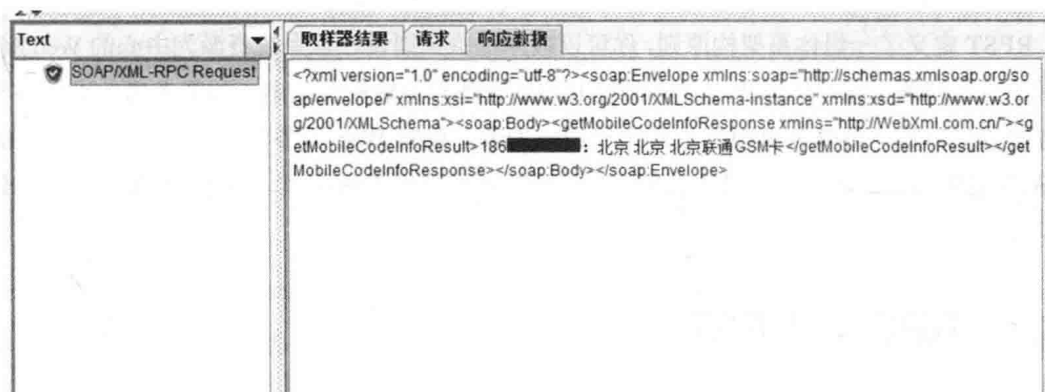 Text
取样器结果 请求 响应数据
SOAP/XML-RPC Request
<?xml version="1.0" encoding="utf-8"?><soap:Envelope xmlns:soap="http://schemas.xmlsoap.org/so
ap/envelope/" xmlns:xsi="http://www.w3.org/2001/XMLSchema-instance" xmlns:xsd="http://www.w3.or
g/2001/XMLSchema"><soap:Body><getMobileCodeInfoResponse xmlns="http://WebXml.com.cn/"><g
etMobileCodeInfoResult>186 ：北京 北京 北京联通GSM卡</getMobileCodeInfoResult></get
MobileCodeInfoResponse></soap:Body></soap:Envelope>